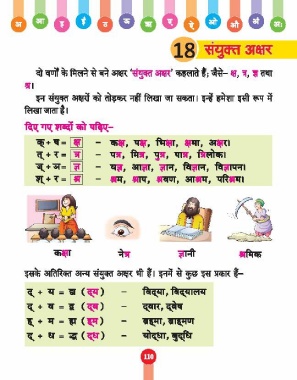 अ आ इ ई उ ऊ ऋ ए ऐ ओ औ अं अः
18 संयुक्त अक्षर
दो वर्णों के मिलने से बने अक्षर 'संयुक्त अक्षर' कहलाते हैं; जैसे– क्ष, त्र, ज्ञ तथा
श्र।
इन संयुक्त अक्षरों को तोड़कर नहीं लिखा जा सकता। इन्हें हमेशा इसी रूप में
लिखा जाता है।
दिए गए शब्दों को पढ़िए–
क् + ष = क्ष – कक्ष, पक्ष, भिक्षा, क्षमा, अक्षर।
त् + र = त्र – पत्र, मित्र, पुत्र, पात्र, त्रिलोक।
ज् + ञ = ज्ञ – यज्ञ, आज्ञा, ज्ञान, विज्ञान, विज्ञापन।
श् + र = श्र – श्रम, आश्रम, श्रवण, परिश्रम।
कक्षा नेत्र ज्ञानी श्रमिक
इसके अतिरिक्त अन्य संयुक्त अक्षर भी हैं। इनमें से कुछ इस प्रकार हैं–
द् + य = द्य (द्‌य) – विद्‌या, विद्‌यालय
द् + व = द्व (द्‌व) – द्‌वार, द्‌वेष
ह् + म = ह्म (ह्‌म) – ब्रह्‌मा, ब्राह्‌मण
द् + ध = द्ध (द्‌ध) – योद्‌धा, बुद्‌धि
110